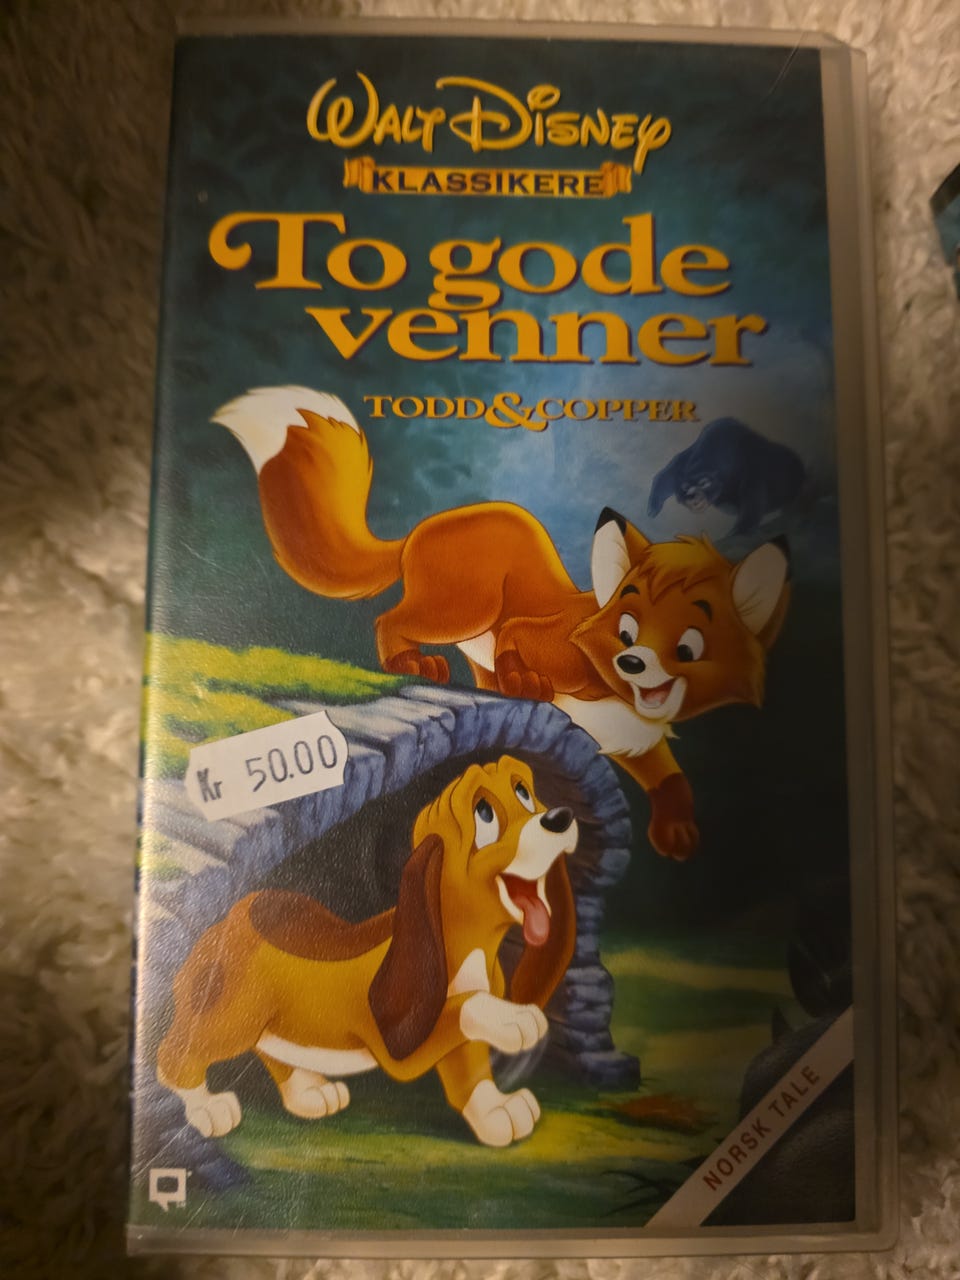 WALT DISNEY
KLASSIKERE
To gode
venner
TODD & COPPER
Kr 50.00
NORSK TALE